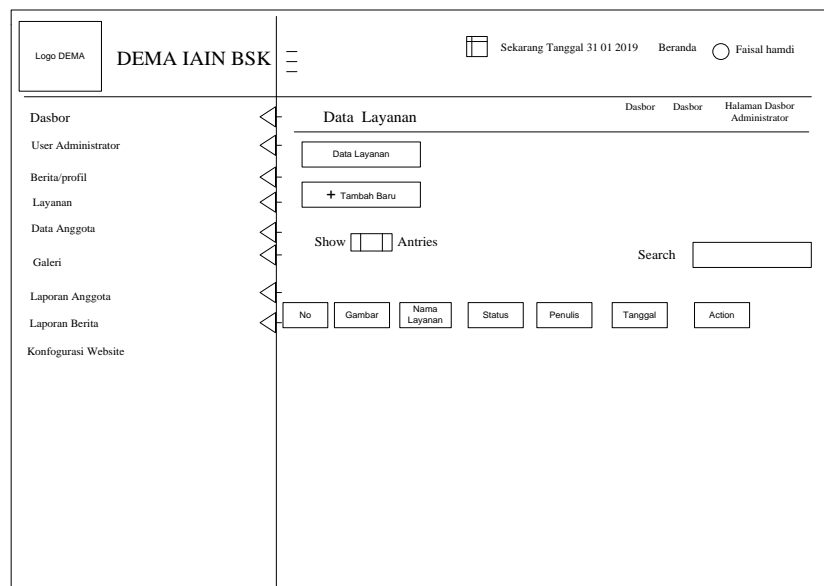 Logo DEMA
DEMA IAIN BSK
Sekarang Tanggal 31 01 2019
Beranda
Faisal hamdi
Dasbor
User Administrator
Berita/profil
Layanan
Data Anggota
Galeri
Laporan Anggota
Laporan Berita
Konfogurasi Website
Data Layanan
Dasbor
Dasbor
Halaman Dasbor
Administrator
Data Layanan
+ Tambah Baru
Show
Antries
Search
No
Gambar
Nama
Layanan
Status
Penulis
Tanggal
Action